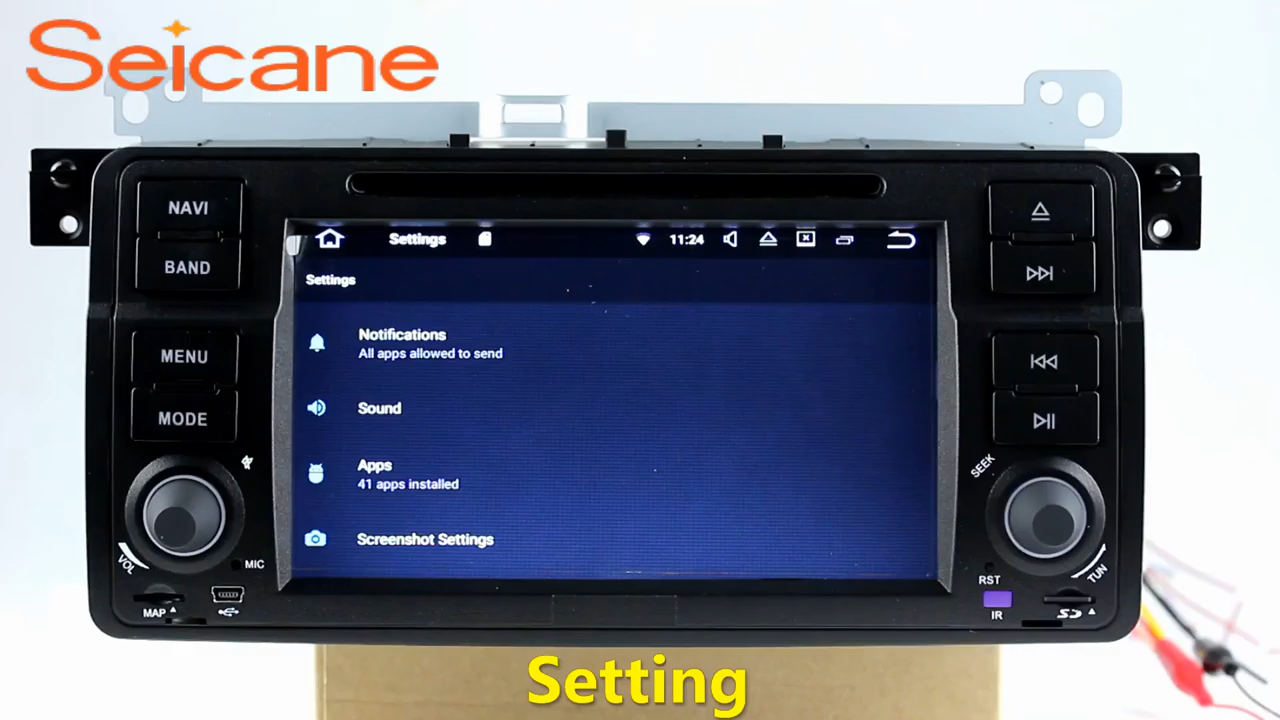 Seicane
NAVI
BAND
MENU
MODE
VOL
MIC
MAP
Settings
11:24
Settings
Notifications
All apps allowed to send
Sound
Apps
41 apps installed
Screenshot Settings
SEEK
TUN
RST
IR
SD
Setting